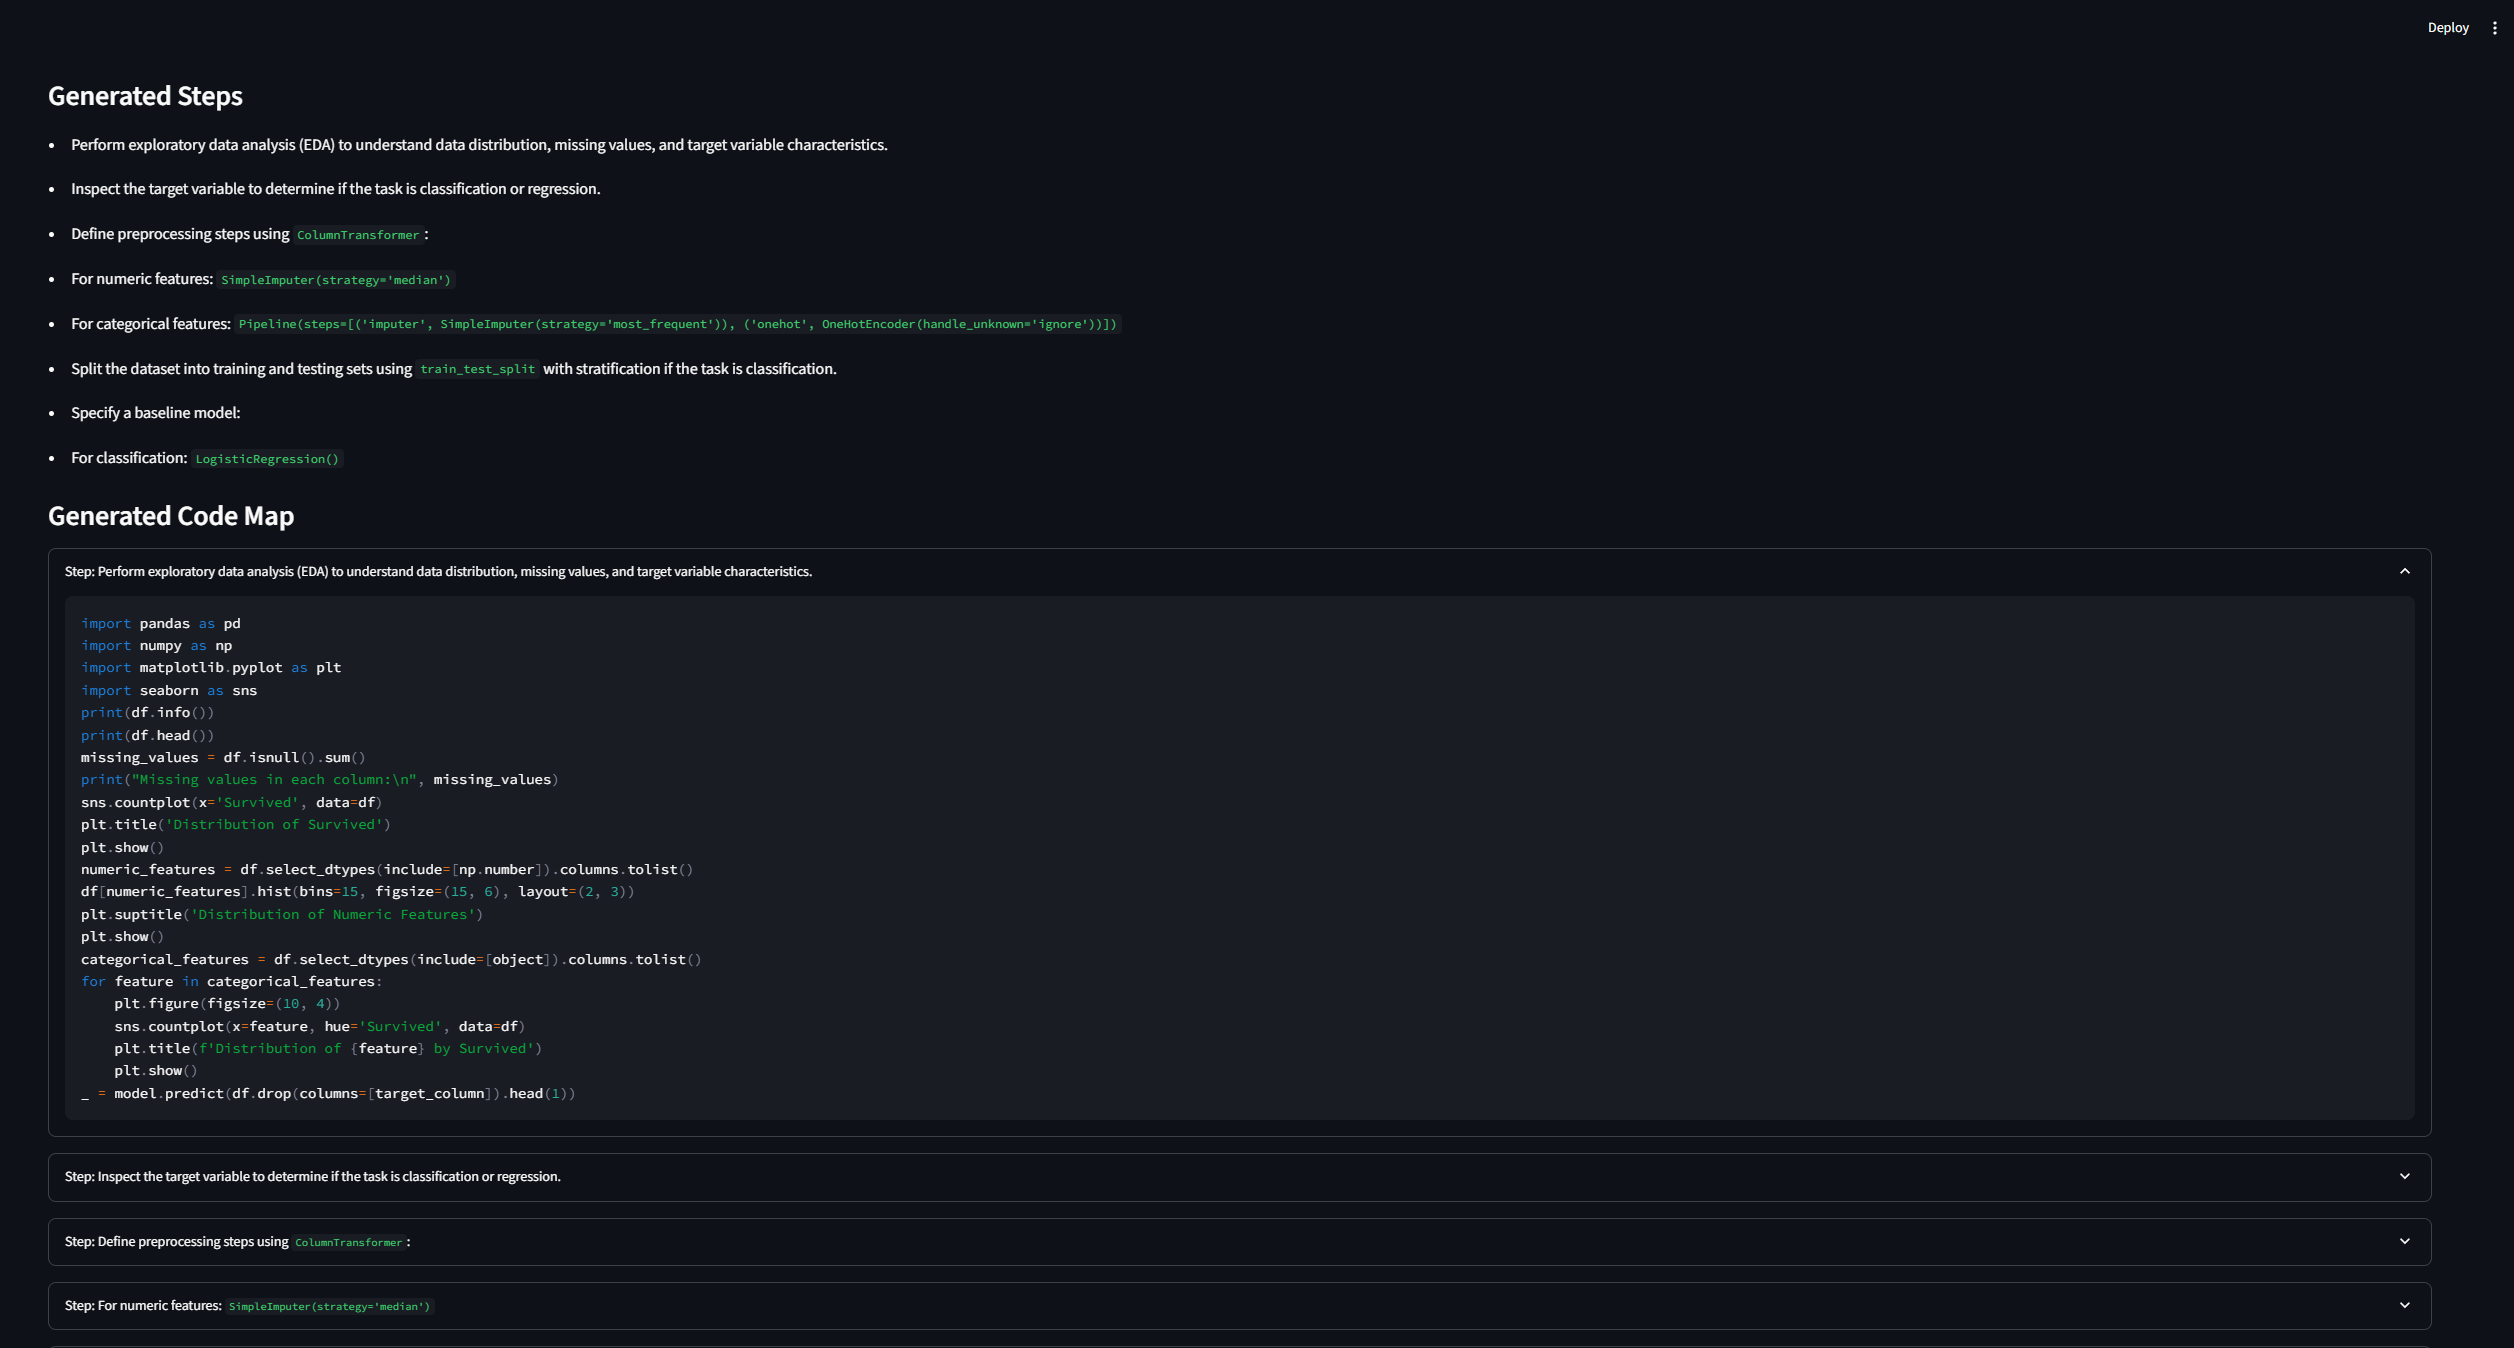 Deploy
Generated Steps
• Perform exploratory data analysis (EDA) to understand data distribution, missing values, and target variable characteristics.
• Inspect the target variable to determine if the task is classification or regression.
• Define preprocessing steps using ColumnTransformer :
• For numeric features: SimpleImputer(strategy='median')
• For categorical features: Pipeline(steps=[('imputer', SimpleImputer(strategy='most_frequent')), ('onehot', OneHotEncoder(handle_unknown='ignore'))])
• Split the dataset into training and testing sets using train_test_split with stratification if the task is classification.
• Specify a baseline model:
• For classification: LogisticRegression()
Generated Code Map
Step: Perform exploratory data analysis (EDA) to understand data distribution, missing values, and target variable characteristics.
import pandas as pd
import numpy as np
import matplotlib.pyplot as plt
import seaborn as sns
print(df.info())
print(df.head())
missing_values = df.isnull().sum()
print("Missing values in each column:\n", missing_values)
sns.countplot(x='Survived', data=df)
plt.title('Distribution of Survived')
plt.show()
numeric_features = df.select_dtypes(include=[np.number]).columns.tolist()
df[numeric_features].hist(bins=15, figsize=(15, 6), layout=(2, 3))
plt.suptitle('Distribution of Numeric Features')
plt.show()
categorical_features = df.select_dtypes(include=[object]).columns.tolist()
for feature in categorical_features:
    plt.figure(figsize=(10, 4))
    sns.countplot(x=feature, hue='Survived', data=df)
    plt.title(f'Distribution of {feature} by Survived')
    plt.show()
_ = model.predict(df.drop(columns=[target_column]).head(1))
Step: Inspect the target variable to determine if the task is classification or regression.
Step: Define preprocessing steps using ColumnTransformer :
Step: For numeric features: SimpleImputer(strategy='median')